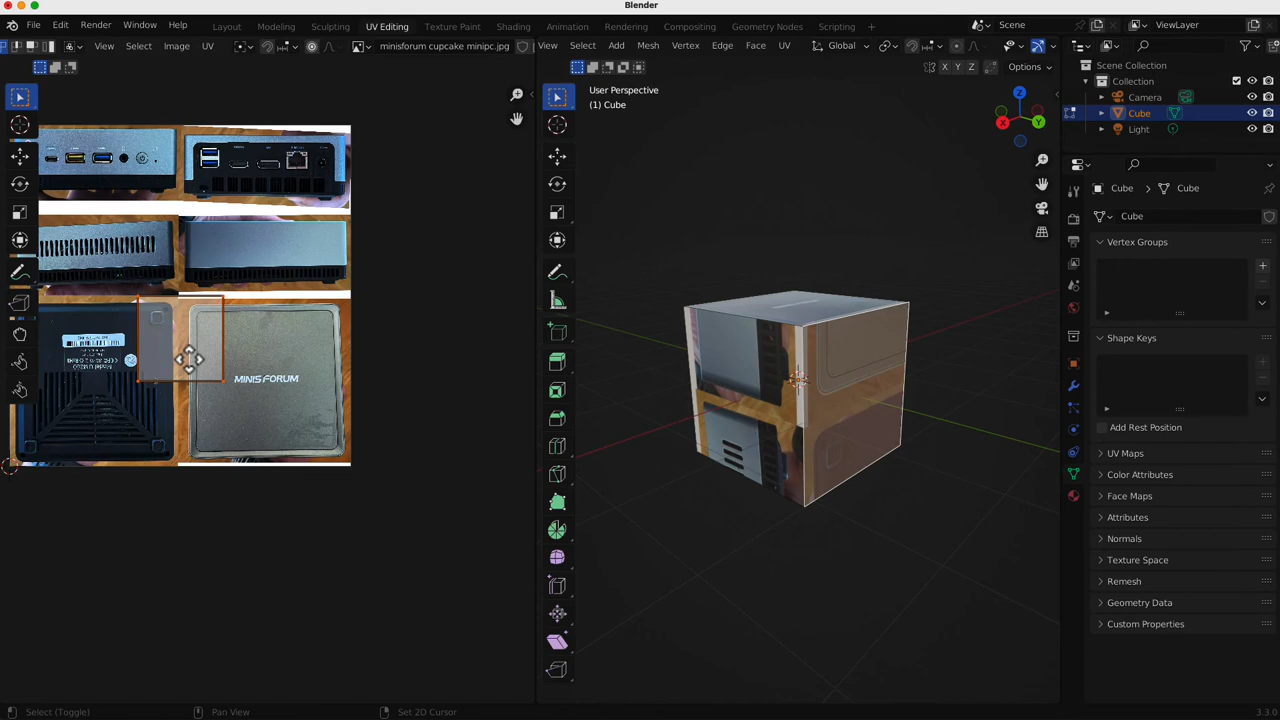 Blender
File Edit Render Window Help Layout Modeling Sculpting UV Editing Texture Paint Shading Animation Rendering Compositing Geometry Nodes Scripting + Scene ViewLayer
View Select Image UV minisforum cupcake minipc.jpg View Select Add Mesh Vertex Edge Face UV Global
X Y Z Options
User Perspective
(1) Cube
Z
X Y
MINISFORUM
Scene Collection
Collection
Camera
Cube
Light
Cube Cube
Cube
Vertex Groups
Shape Keys
Add Rest Position
UV Maps
Color Attributes
Face Maps
Attributes
Normals
Texture Space
Remesh
Geometry Data
Custom Properties
Select (Toggle) Pan View Set 2D Cursor 3.3.0